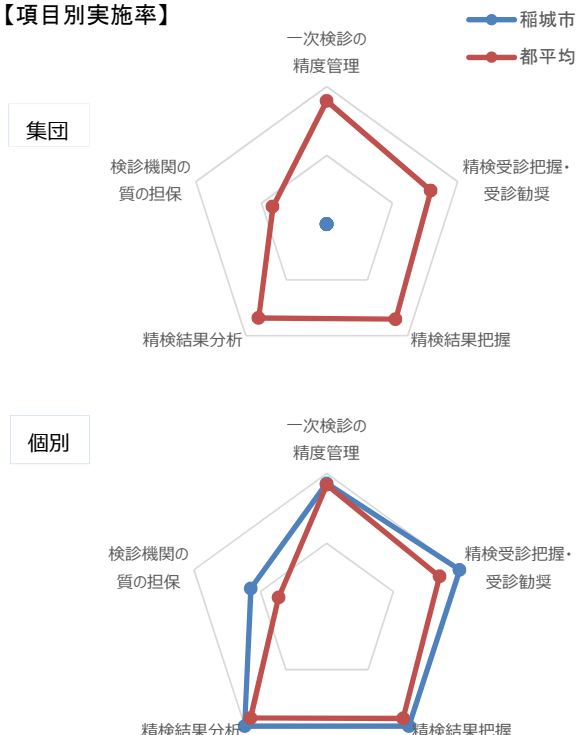 【項目別実施率】
稲城市
都平均
集団
一次検診の
精度管理
精検受診把握・
受診勧奨
精検結果把握
精検結果分析
検診機関の
質の担保
個別
一次検診の
精度管理
精検受診把握・
受診勧奨
精検結果把握
精検結果分析
検診機関の
質の担保